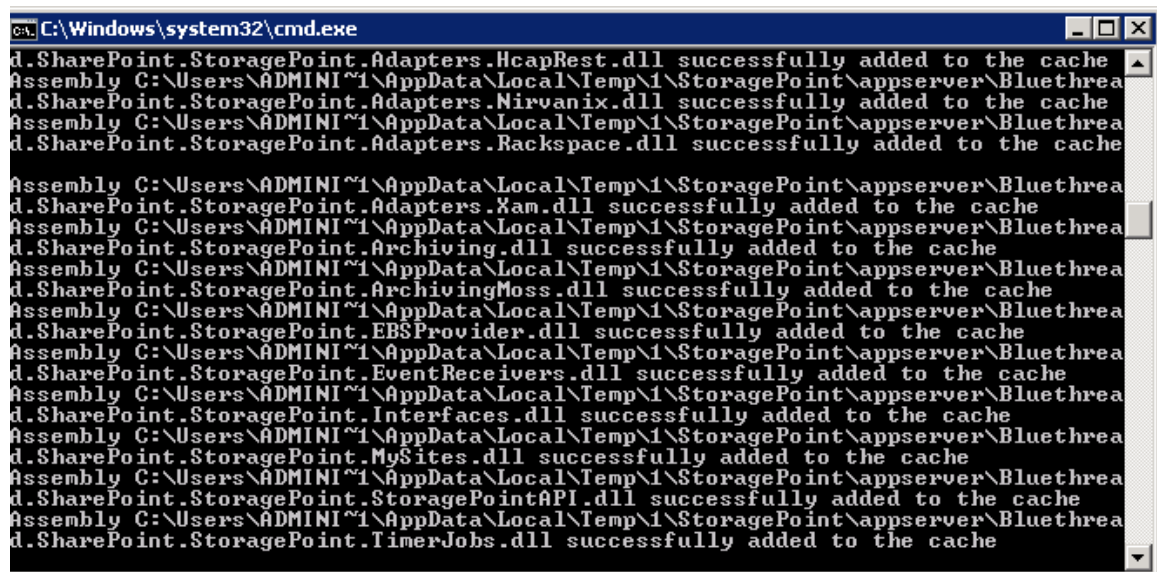 C:\Windows\system32\cmd.exe
d.SharePoint.StoragePoint.Adapters.HcapRest.dll successfully added to the cache
Assembly C:\Users\ADMINI~1\AppData\Local\Temp\1\StoragePoint\appserver\Bluethrea
d.SharePoint.StoragePoint.Adapters.Nirvanix.dll successfully added to the cache
Assembly C:\Users\ADMINI~1\AppData\Local\Temp\1\StoragePoint\appserver\Bluethrea
d.SharePoint.StoragePoint.Adapters.Rackspace.dll successfully added to the cache
Assembly C:\Users\ADMINI~1\AppData\Local\Temp\1\StoragePoint\appserver\Bluethrea
d.SharePoint.StoragePoint.Adapters.Xam.dll successfully added to the cache
Assembly C:\Users\ADMINI~1\AppData\Local\Temp\1\StoragePoint\appserver\Bluethrea
d.SharePoint.StoragePoint.Archiving.dll successfully added to the cache
Assembly C:\Users\ADMINI~1\AppData\Local\Temp\1\StoragePoint\appserver\Bluethrea
d.SharePoint.StoragePoint.ArchivingMoss.dll successfully added to the cache
Assembly C:\Users\ADMINI~1\AppData\Local\Temp\1\StoragePoint\appserver\Bluethrea
d.SharePoint.StoragePoint.EBSProvider.dll successfully added to the cache
Assembly C:\Users\ADMINI~1\AppData\Local\Temp\1\StoragePoint\appserver\Bluethrea
d.SharePoint.StoragePoint.EventReceivers.dll successfully added to the cache
Assembly C:\Users\ADMINI~1\AppData\Local\Temp\1\StoragePoint\appserver\Bluethrea
d.SharePoint.StoragePoint.Interfaces.dll successfully added to the cache
Assembly C:\Users\ADMINI~1\AppData\Local\Temp\1\StoragePoint\appserver\Bluethrea
d.SharePoint.StoragePoint.MySites.dll successfully added to the cache
Assembly C:\Users\ADMINI~1\AppData\Local\Temp\1\StoragePoint\appserver\Bluethrea
d.SharePoint.StoragePoint.StoragePointAPI.dll successfully added to the cache
Assembly C:\Users\ADMINI~1\AppData\Local\Temp\1\StoragePoint\appserver\Bluethrea
d.SharePoint.StoragePoint.TimerJobs.dll successfully added to the cache